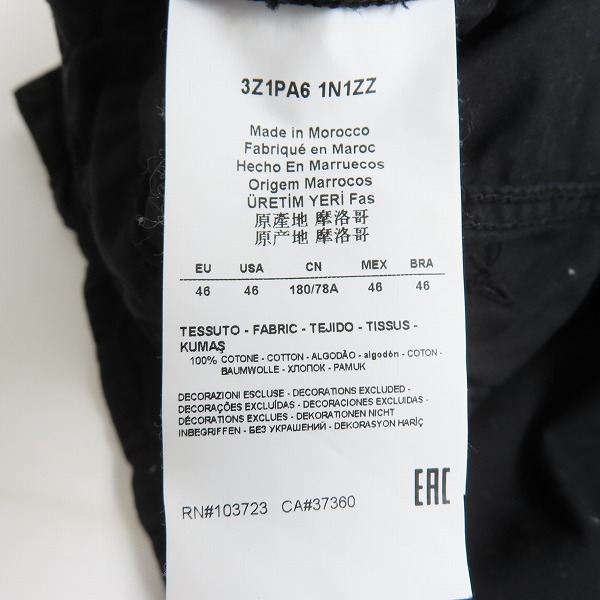 3Z1PA6 1N1ZZ
Made in Morocco
Fabriqué en Maroc
Hecho En Marruecos
Origem Marrocos
ÜRETİM YERİ Fas
原產地 摩洛哥
原产地 摩洛哥
EU USA CN MEX BRA
46 46 180/78A 46 46
TESSUTO - FABRIC - TEJIDO - TISSUS -
KUMAŞ
100% COTONE - COTTON - ALGODÃO - algodón - COTON -
BAUMWOLLE - ХЛОПОК - PAMUK
DECORAZIONI ESCLUSE - DECORATIONS EXCLUDED -
DECORAÇÕES EXCLUÍDAS - DECORACIONES EXCLUIDAS -
DÉCORATIONS EXCLUES - DEKORATIONEN NICHT
INBEGRIFFEN - БЕЗ УКРАШЕНИЙ - DEKORASYON HARİÇ
RN#103723 CA#37360
EAC